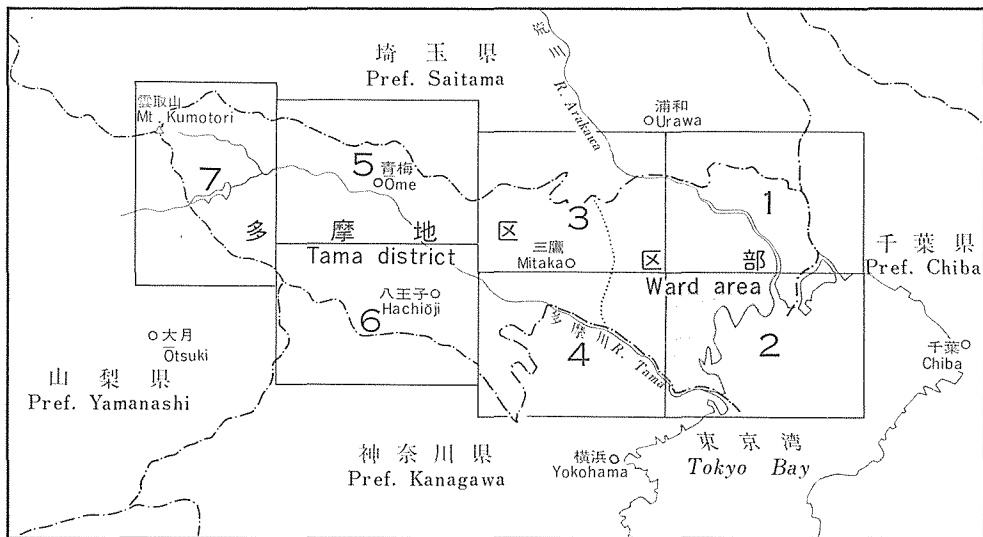 埼玉県
Pref. Saitama
荒川
R. Arakawa
浦和
Urawa
雲取山
Mt. Kumotori
7
5
青梅
Ōme
3
1
多摩地区
Tama district
三鷹
Mitaka
区部
Ward area
千葉県
Pref. Chiba
八王子
Hachiōji
6
4
多摩川 R. Tama
2
千葉
Chiba
大月
Ōtsuki
山梨県
Pref. Yamanashi
神奈川県
Pref. Kanagawa
横浜
Yokohama
東京湾
Tokyo Bay